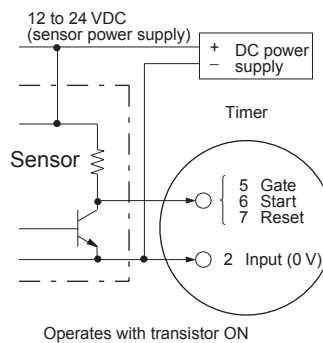 12 to 24 VDC
(sensor power supply)
+ DC power
− supply
Timer
Sensor
5 Gate
6 Start
7 Reset
2 Input (0 V)
Operates with transistor ON